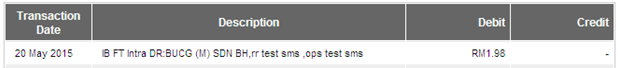 Transaction Date Description Debit Credit
20 May 2015 IB FT Intra DR:BUCG (M) SDN BH,rr test sms ,ops test sms RM1.98 -